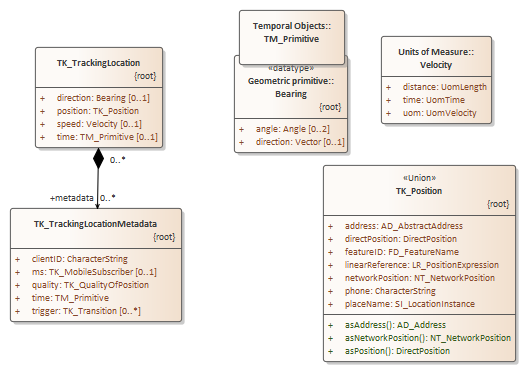 TK_TrackingLocation
{root}
+ direction: Bearing [0..1]
+ position: TK_Position
+ speed: Velocity [0..1]
+ time: TM_Primitive [0..1]
0..*
+metadata 0..*
TK_TrackingLocationMetadata
{root}
+ clientID: CharacterString
+ ms: TK_MobileSubscriber [0..1]
+ quality: TK_QualityOfPosition
+ time: TM_Primitive
+ trigger: TK_Transition [0..*]
Temporal Objects::
TM_Primitive
«datatype»
Geometric primitive::
Bearing
{root}
+ angle: Angle [0..2]
+ direction: Vector [0..1]
Units of Measure::
Velocity
+ distance: UomLength
+ time: UomTime
+ uom: UomVelocity
«Union»
TK_Position
{root}
+ address: AD_AbstractAddress
+ directPosition: DirectPosition
+ featureID: FD_FeatureName
+ linearReference: LR_PositionExpression
+ networkPosition: NT_NetworkPosition
+ phone: CharacterString
+ placeName: SI_LocationInstance
+ asAddress(): AD_Address
+ asNetworkPosition(): NT_NetworkPosition
+ asPosition(): DirectPosition